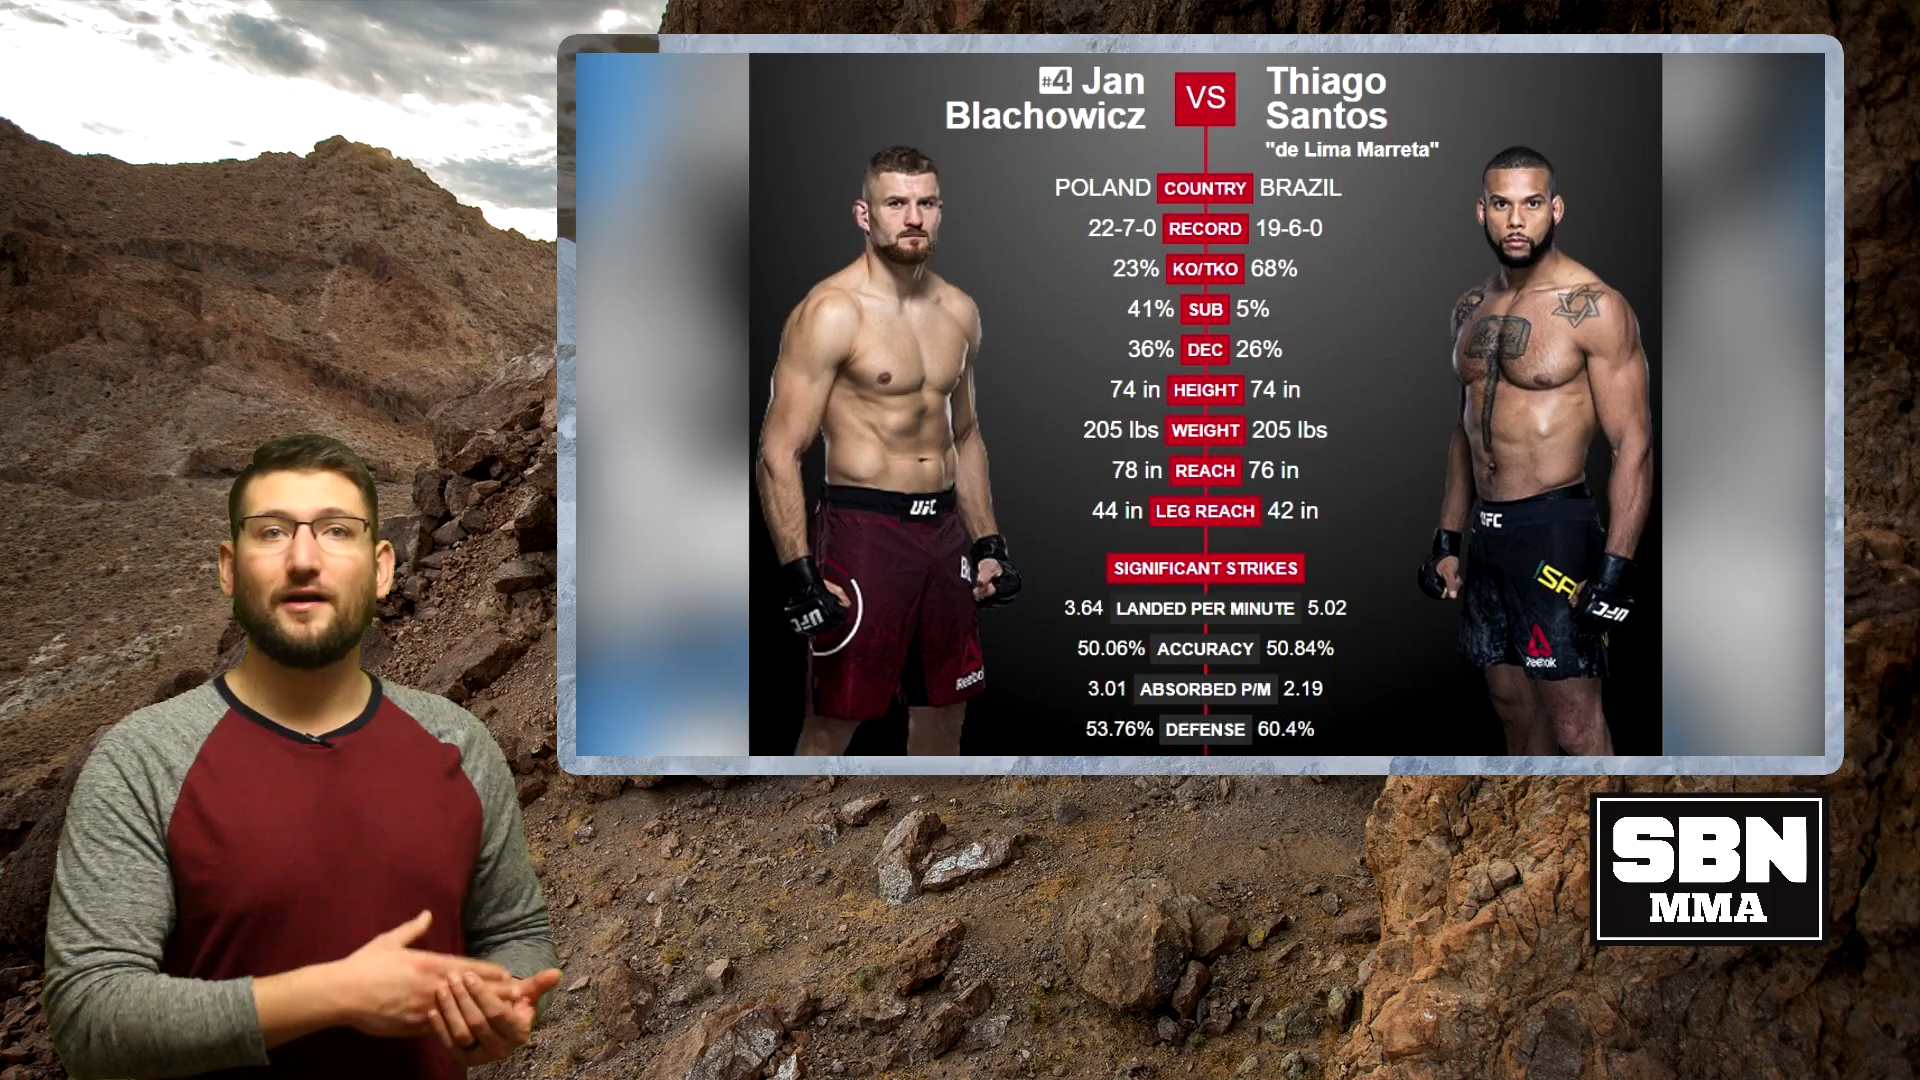 #4 Jan
Blachowicz
VS
Thiago
Santos
"de Lima Marreta"
POLAND COUNTRY BRAZIL
22-7-0 RECORD 19-6-0
23% KO/TKO 68%
41% SUB 5%
36% DEC 26%
74 in HEIGHT 74 in
205 lbs WEIGHT 205 lbs
78 in REACH 76 in
44 in LEG REACH 42 in
SIGNIFICANT STRIKES
3.64 LANDED PER MINUTE 5.02
50.06% ACCURACY 50.84%
3.01 ABSORBED P/M 2.19
53.76% DEFENSE 60.4%
UFC
UFC
Reebok
UFC
SA
UFC
Reebok
SBN
MMA